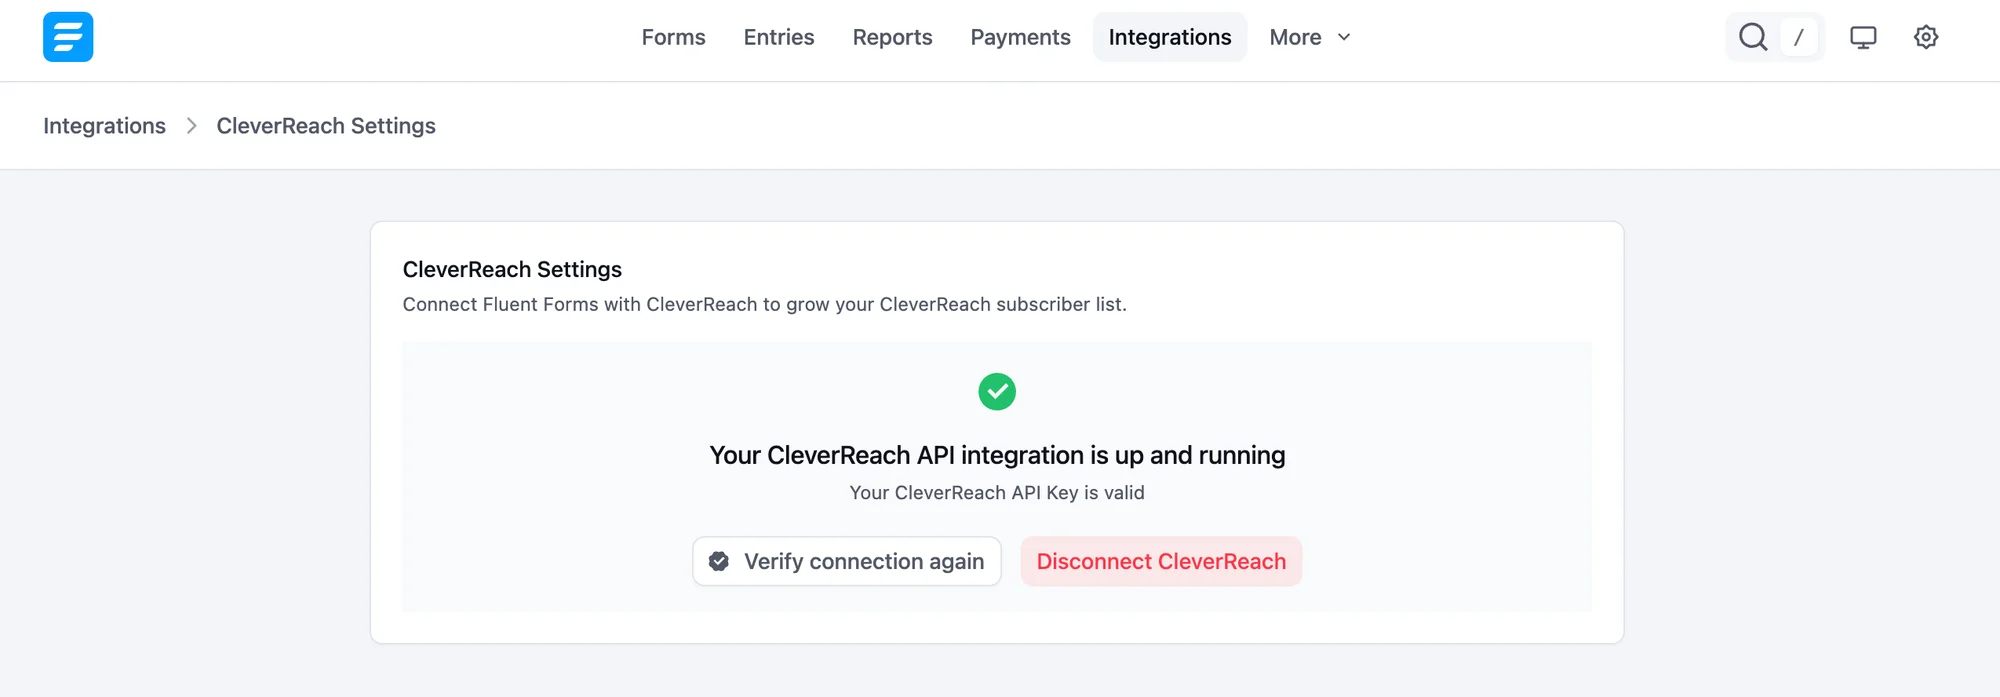 Forms Entries Reports Payments Integrations More /
Integrations > CleverReach Settings
CleverReach Settings
Connect Fluent Forms with CleverReach to grow your CleverReach subscriber list.
Your CleverReach API integration is up and running
Your CleverReach API Key is valid
Verify connection again Disconnect CleverReach